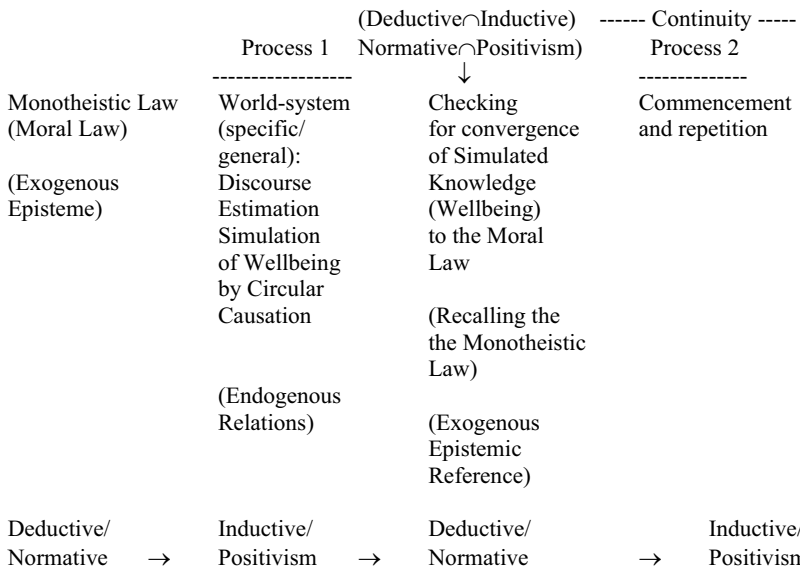 (Deductive∩Inductive) ------ Continuity -----
Process 1 Normative∩Positivism) Process 2
------------------ ↓ --------------
Monotheistic Law World-system Checking Commencement
(Moral Law) (specific/ for convergence and repetition
general): of Simulated
(Exogenous Discourse Knowledge
Episteme) Estimation (Wellbeing)
Simulation to the Moral
of Wellbeing Law
by Circular
Causation (Recalling the
the Monotheistic
Law)
(Endogenous
Relations) (Exogenous
Epistemic
Reference)
Deductive/ Inductive/ Deductive/ Inductive/
Normative → Positivism → Normative → Positivism